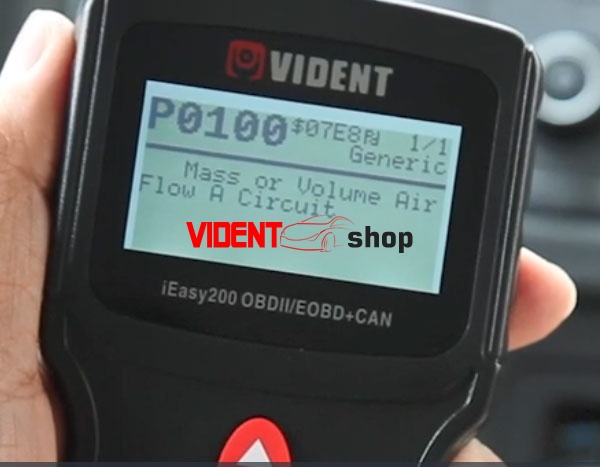 VIDENT
P0100 $07E8 1/1
Generic
Mass or Volume Air
Flow A Circuit
VIDENT shop
iEasy200 OBDII/EOBD+CAN